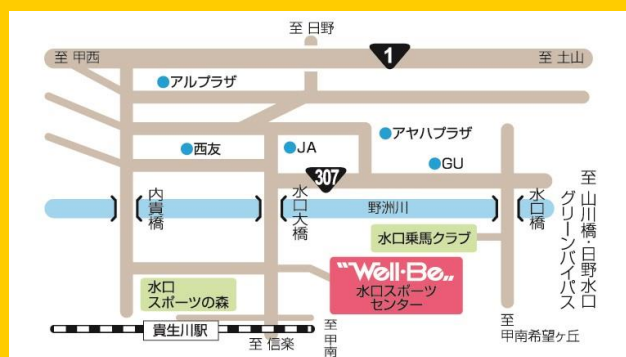 至 日野
至 甲西
1
至 土山
アルプラザ
アヤハプラザ
西友
JA
GU
307
内貴橋
水口大橋
野洲川
水口橋
至 山川橋・日野水口
グリーンバイパス
水口乗馬クラブ
"Well・Be„
水口スポーツ
センター
水口
スポーツの森
貴生川駅
至 信楽
至 甲南
至
甲南希望ヶ丘